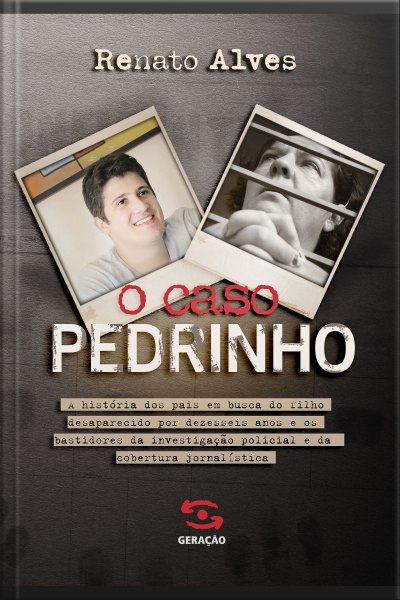 Renato Alves
o caso
PEDRINHO
A história dos pais em busca do filho
desaparecido por dezesseis anos e os
bastidores da investigação policial e da
cobertura jornalística
GERAÇÃO